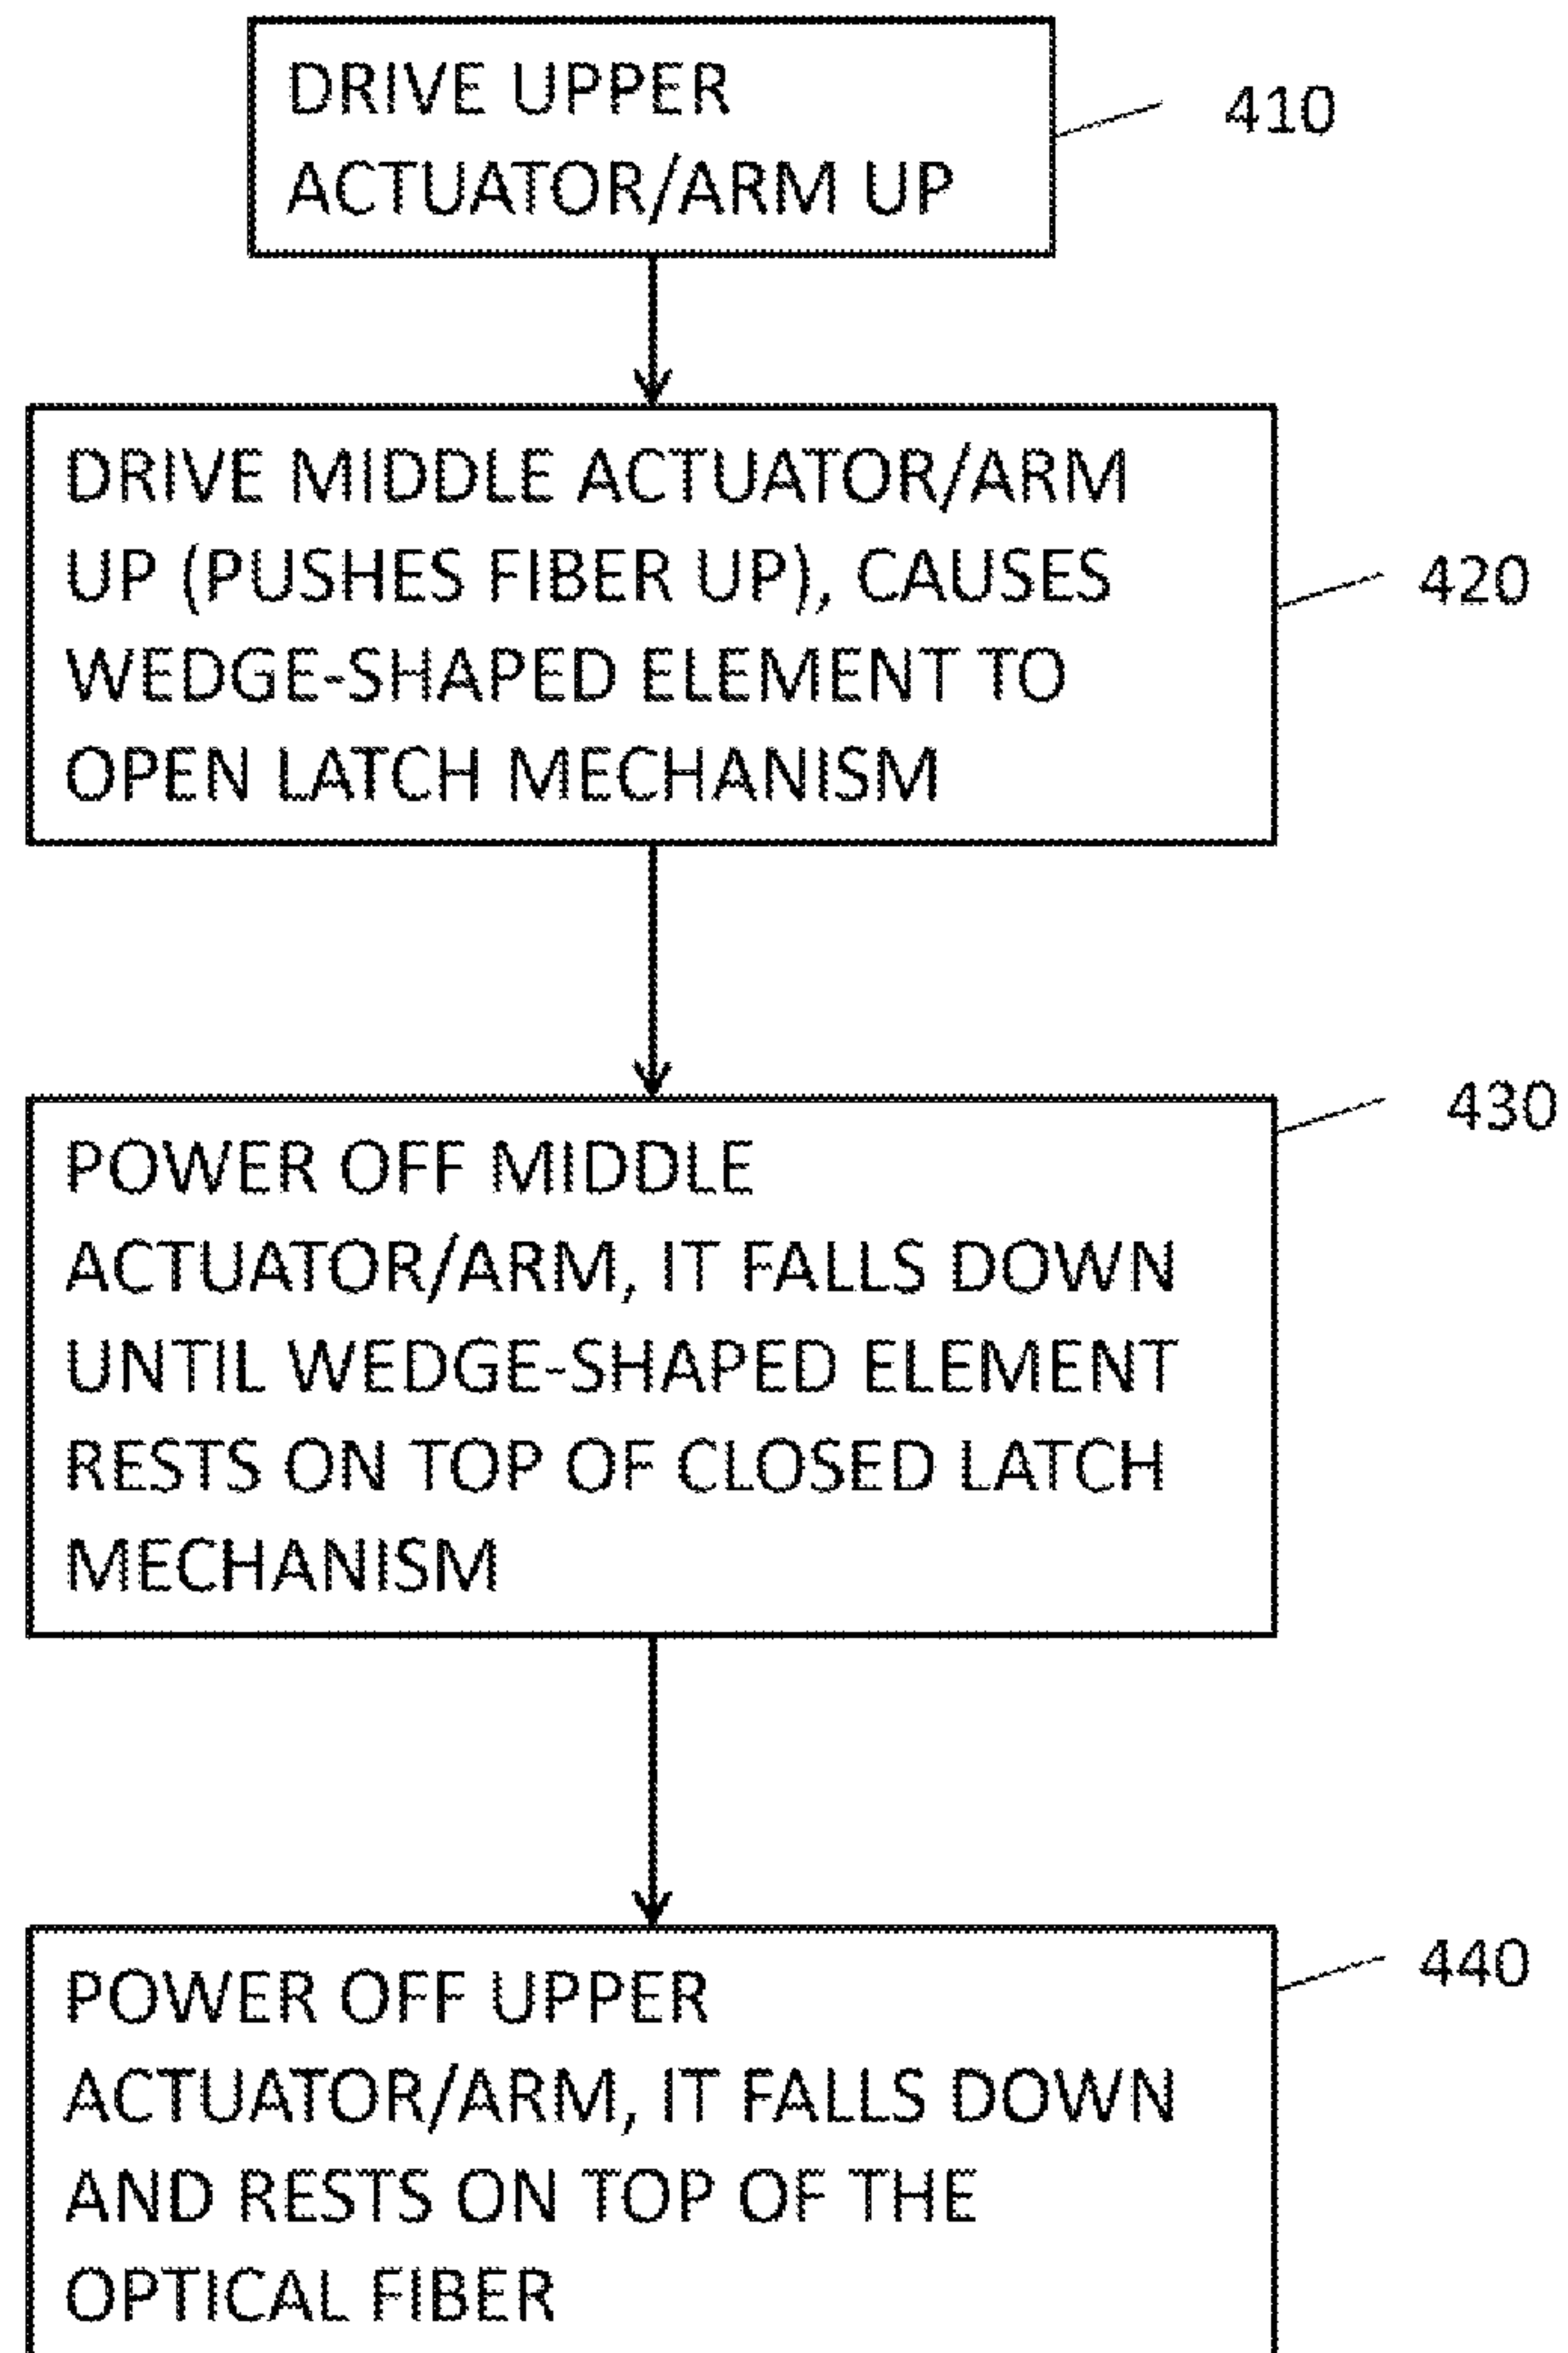 DRIVE UPPER
ACTUATOR/ARM UP
410
DRIVE MIDDLE ACTUATOR/ARM
UP (PUSHES FIBER UP), CAUSES
WEDGE-SHAPED ELEMENT TO
OPEN LATCH MECHANISM
420
POWER OFF MIDDLE
ACTUATOR/ARM, IT FALLS DOWN
UNTIL WEDGE-SHAPED ELEMENT
RESTS ON TOP OF CLOSED LATCH
MECHANISM
430
POWER OFF UPPER
ACTUATOR/ARM, IT FALLS DOWN
AND RESTS ON TOP OF THE
OPTICAL FIBER
440